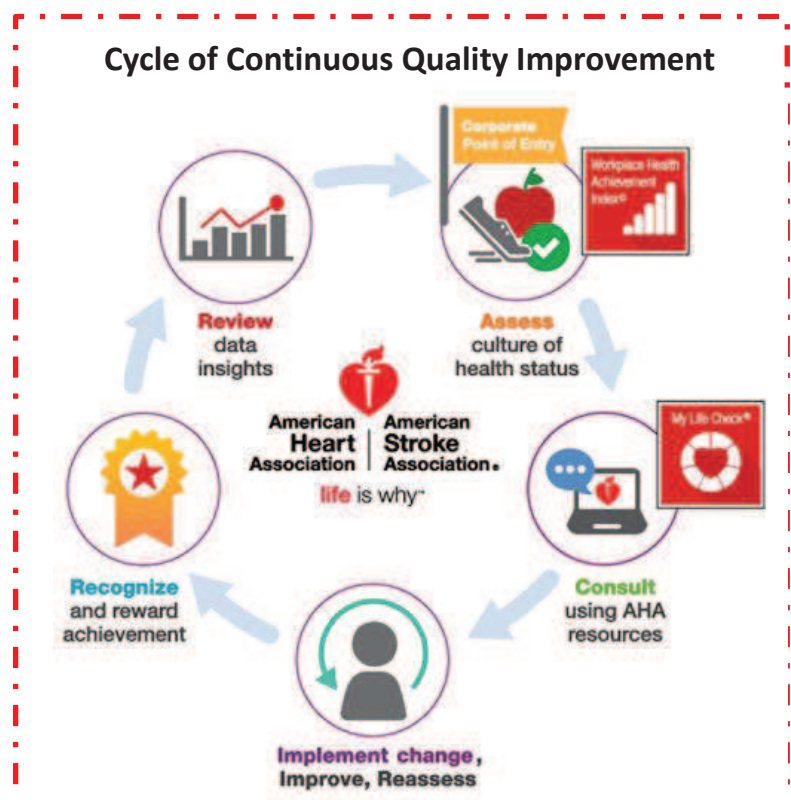 Cycle of Continuous Quality Improvement
Corporate
Point of Entry
Workplace Health
Achievement
Index©
Assess
culture of
health status
My Life Check®
Consult
using AHA
resources
Implement change,
Improve, Reassess
Recognize
and reward
achievement
Review
data
insights
American
Heart
Association
American
Stroke
Association®
life is why™